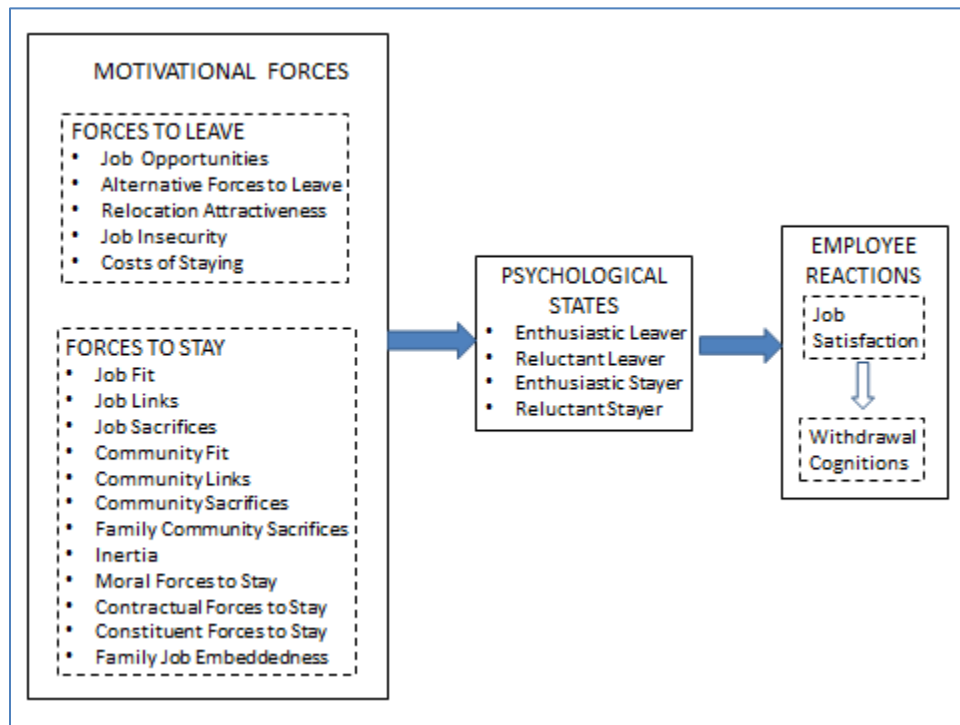 MOTIVATIONAL FORCES
FORCES TO LEAVE
• Job Opportunities
• Alternative Forces to Leave
• Relocation Attractiveness
• Job Insecurity
• Costs of Staying
FORCES TO STAY
• Job Fit
• Job Links
• Job Sacrifices
• Community Fit
• Community Links
• Community Sacrifices
• Family Community Sacrifices
• Inertia
• Moral Forces to Stay
• Contractual Forces to Stay
• Constituent Forces to Stay
• Family Job Embeddedness
PSYCHOLOGICAL
STATES
• Enthusiastic Leaver
• Reluctant Leaver
• Enthusiastic Stayer
• Reluctant Stayer
EMPLOYEE
REACTIONS
Job
Satisfaction
Withdrawal
Cognitions